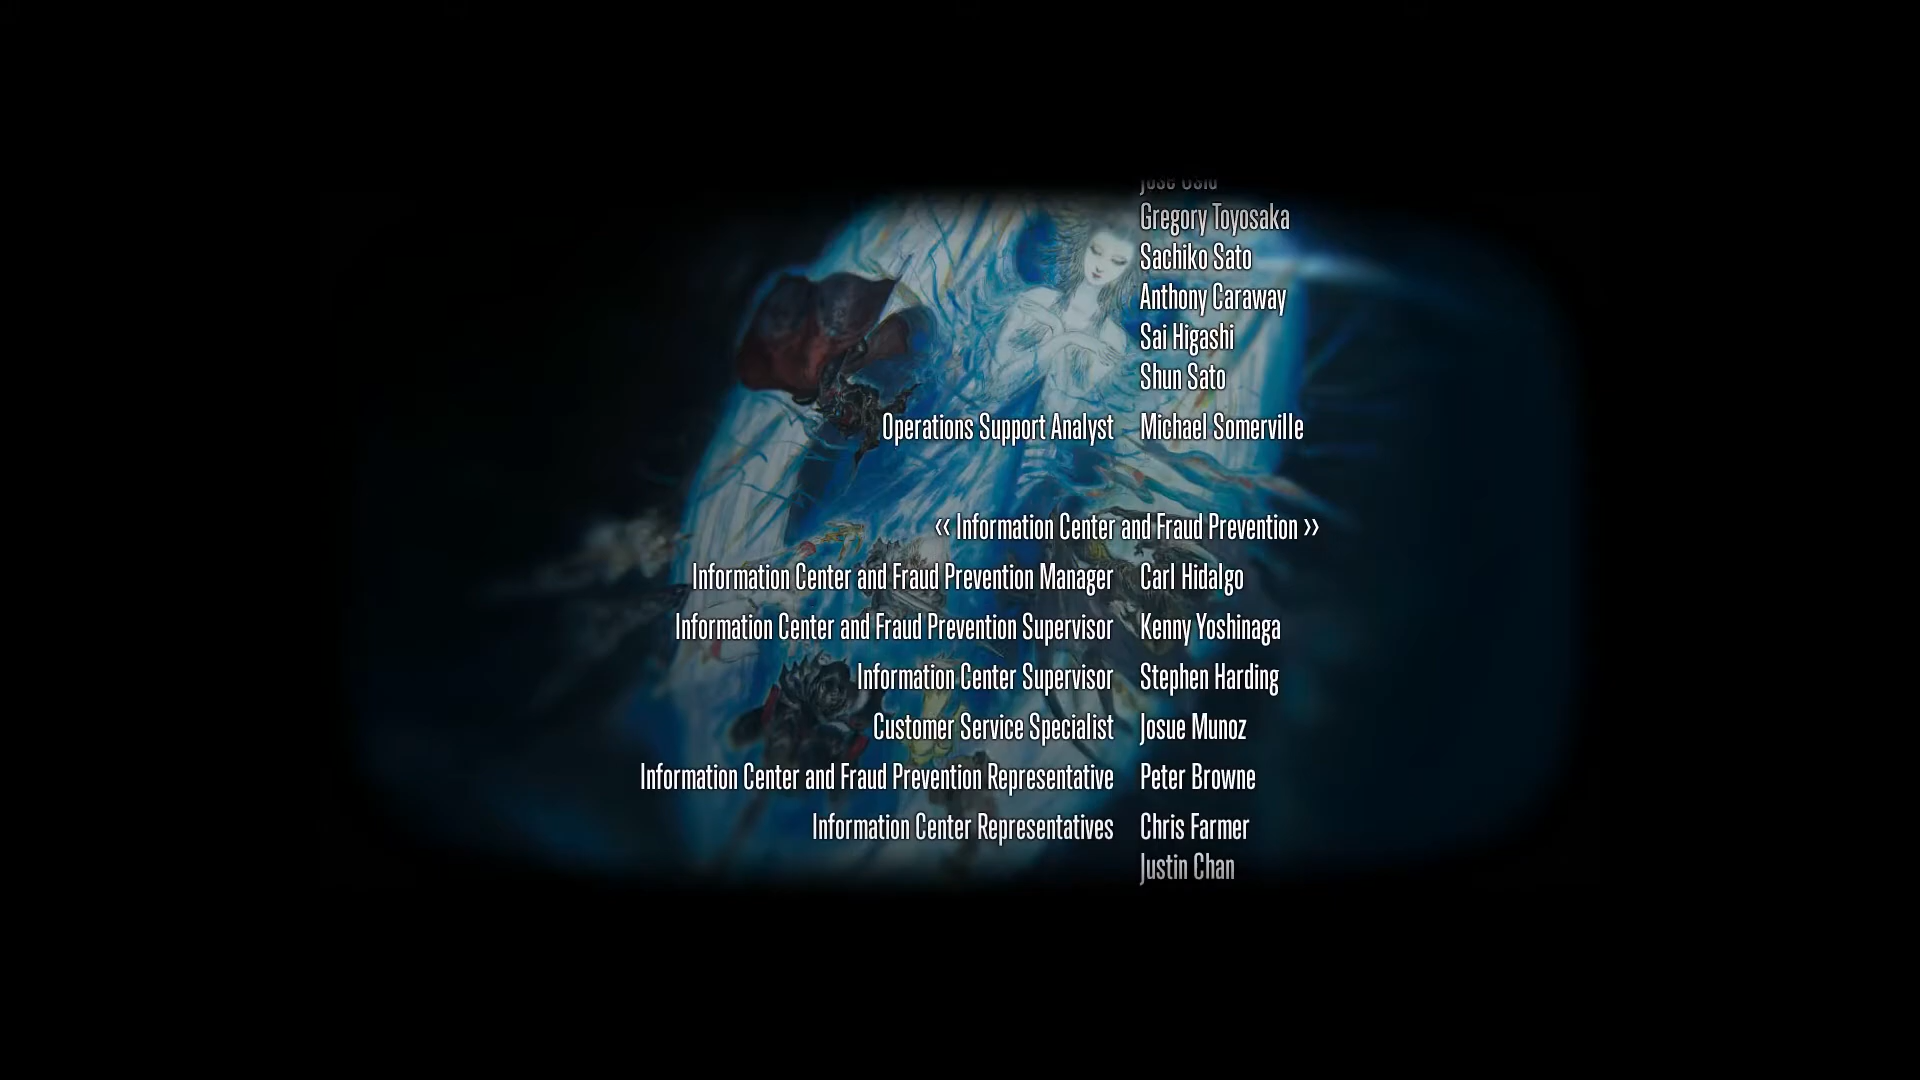 Gregory Toyosaka
Sachiko Sato
Anthony Caraway
Sai Higashi
Shun Sato
Operations Support Analyst Michael Somerville
‹‹ Information Center and Fraud Prevention ››
Information Center and Fraud Prevention Manager Carl Hidalgo
Information Center and Fraud Prevention Supervisor Kenny Yoshinaga
Information Center Supervisor Stephen Harding
Customer Service Specialist Josue Munoz
Information Center and Fraud Prevention Representative Peter Browne
Information Center Representatives Chris Farmer
Justin Chan